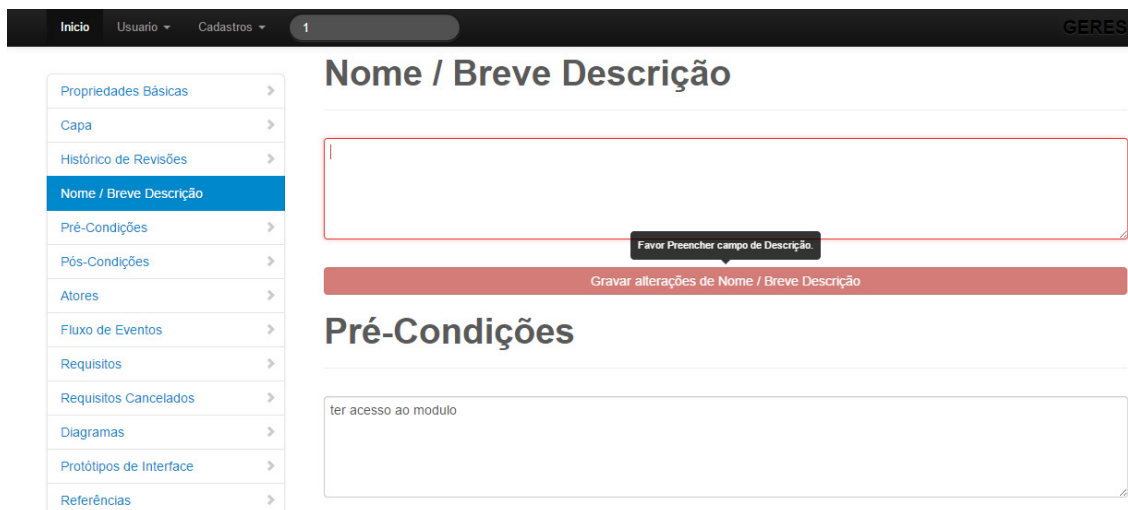 Inicio Usuario Cadastros 1 GERES
Nome / Breve Descrição
Propriedades Básicas
Capa
Histórico de Revisões
Nome / Breve Descrição
Pré-Condições
Pós-Condições
Atores
Fluxo de Eventos
Requisitos
Requisitos Cancelados
Diagramas
Protótipos de Interface
Referências
Favor Preencher campo de Descrição.
Gravar alterações de Nome / Breve Descrição
Pré-Condições
ter acesso ao modulo